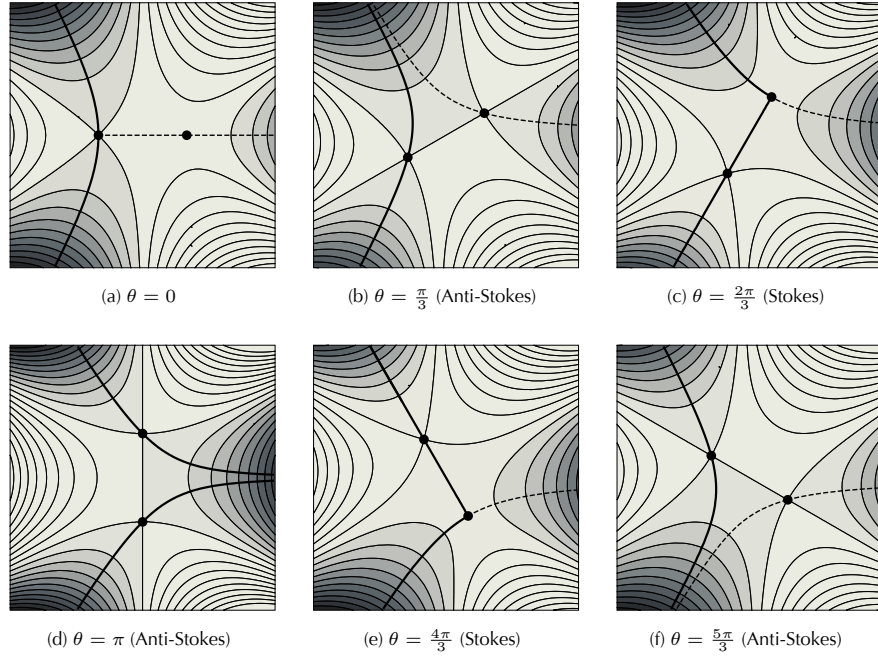 (a) θ = 0
(b) θ = π/3 (Anti-Stokes)
(c) θ = 2π/3 (Stokes)
(d) θ = π (Anti-Stokes)
(e) θ = 4π/3 (Stokes)
(f) θ = 5π/3 (Anti-Stokes)